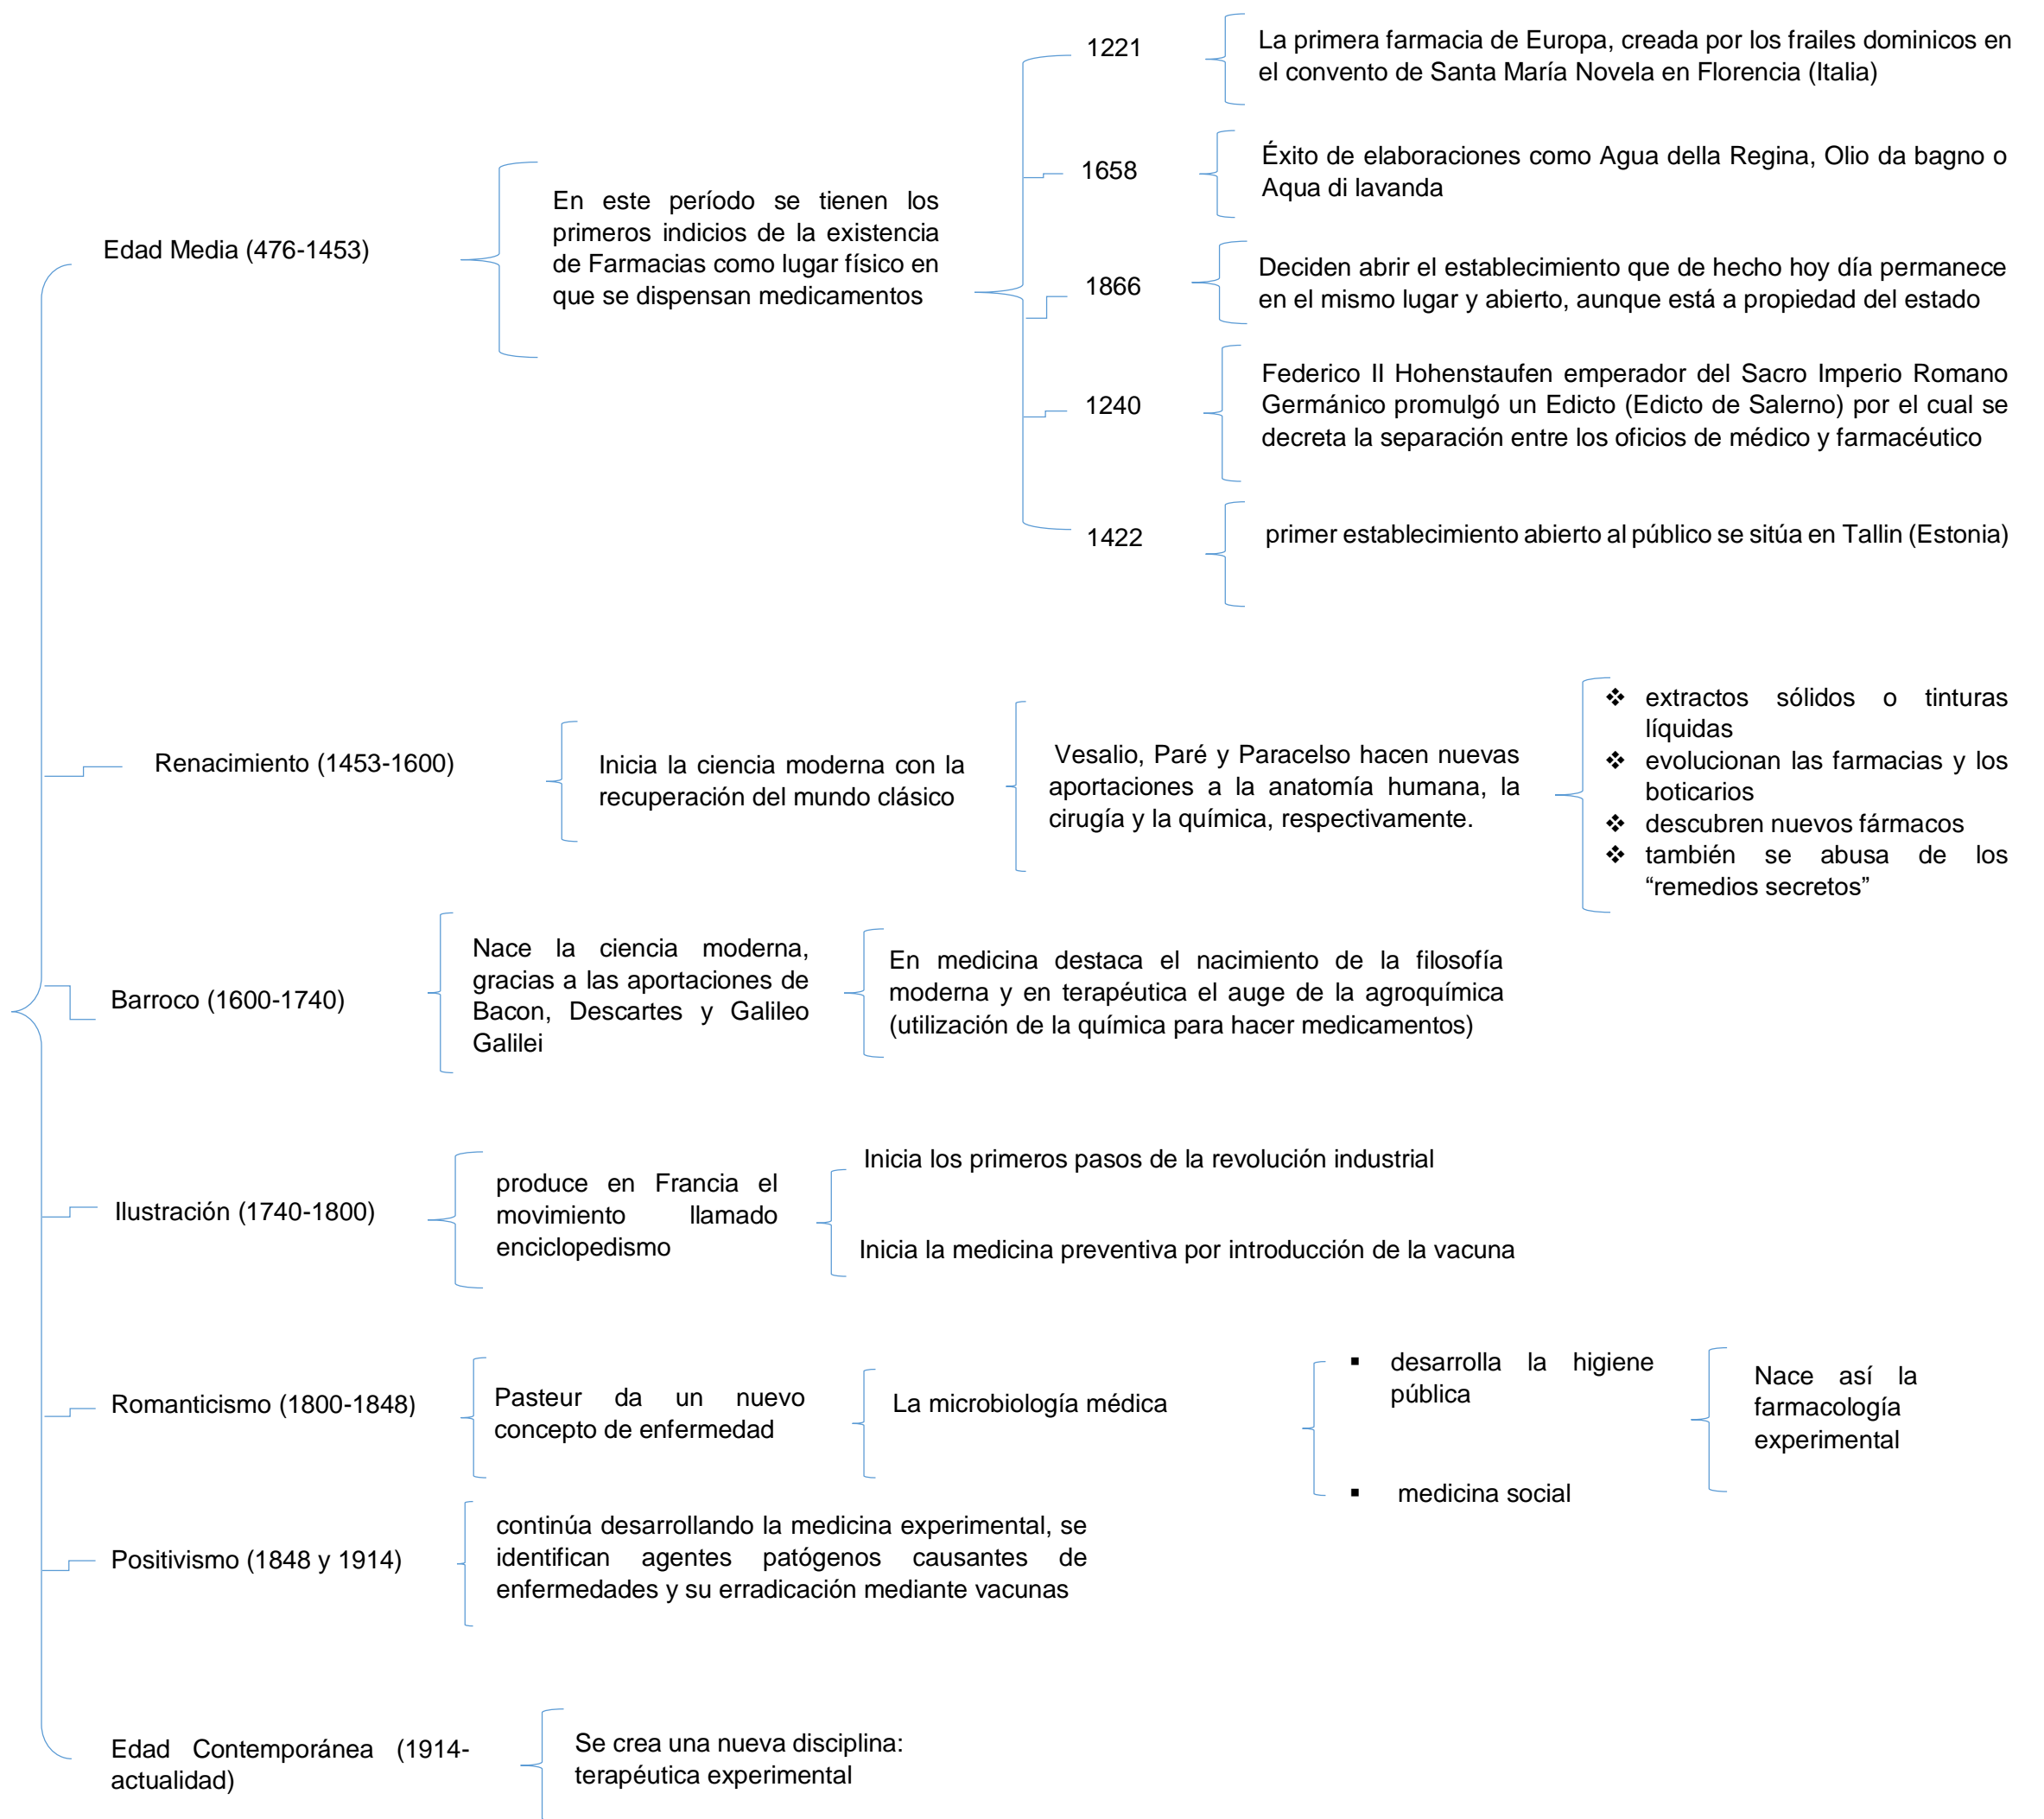 Edad Media (476-1453)
En este período se tienen los
primeros indicios de la existencia
de Farmacias como lugar físico en
que se dispensan medicamentos
1221
La primera farmacia de Europa, creada por los frailes dominicos en
el convento de Santa María Novela en Florencia (Italia)
1658
Éxito de elaboraciones como Agua della Regina, Olio da bagno o
Aqua di lavanda
1866
Deciden abrir el establecimiento que de hecho hoy día permanece
en el mismo lugar y abierto, aunque está a propiedad del estado
1240
Federico II Hohenstaufen emperador del Sacro Imperio Romano
Germánico promulgó un Edicto (Edicto de Salerno) por el cual se
decreta la separación entre los oficios de médico y farmacéutico
1422
primer establecimiento abierto al público se sitúa en Tallin (Estonia)
Renacimiento (1453-1600)
Inicia la ciencia moderna con la
recuperación del mundo clásico
Vesalio, Paré y Paracelso hacen nuevas
aportaciones a la anatomía humana, la
cirugía y la química, respectivamente.
❖ extractos sólidos o tinturas
líquidas
❖ evolucionan las farmacias y los
boticarios
❖ descubren nuevos fármacos
❖ también se abusa de los
“remedios secretos”
Barroco (1600-1740)
Nace la ciencia moderna,
gracias a las aportaciones de
Bacon, Descartes y Galileo
Galilei
En medicina destaca el nacimiento de la filosofía
moderna y en terapéutica el auge de la agroquímica
(utilización de la química para hacer medicamentos)
Ilustración (1740-1800)
produce en Francia el
movimiento llamado
enciclopedismo
Inicia los primeros pasos de la revolución industrial
Inicia la medicina preventiva por introducción de la vacuna
Romanticismo (1800-1848)
Pasteur da un nuevo
concepto de enfermedad
La microbiología médica
▪ desarrolla la higiene
pública
▪ medicina social
Nace así la
farmacología
experimental
Positivismo (1848 y 1914)
continúa desarrollando la medicina experimental, se
identifican agentes patógenos causantes de
enfermedades y su erradicación mediante vacunas
Edad Contemporánea (1914-
actualidad)
Se crea una nueva disciplina:
terapéutica experimental